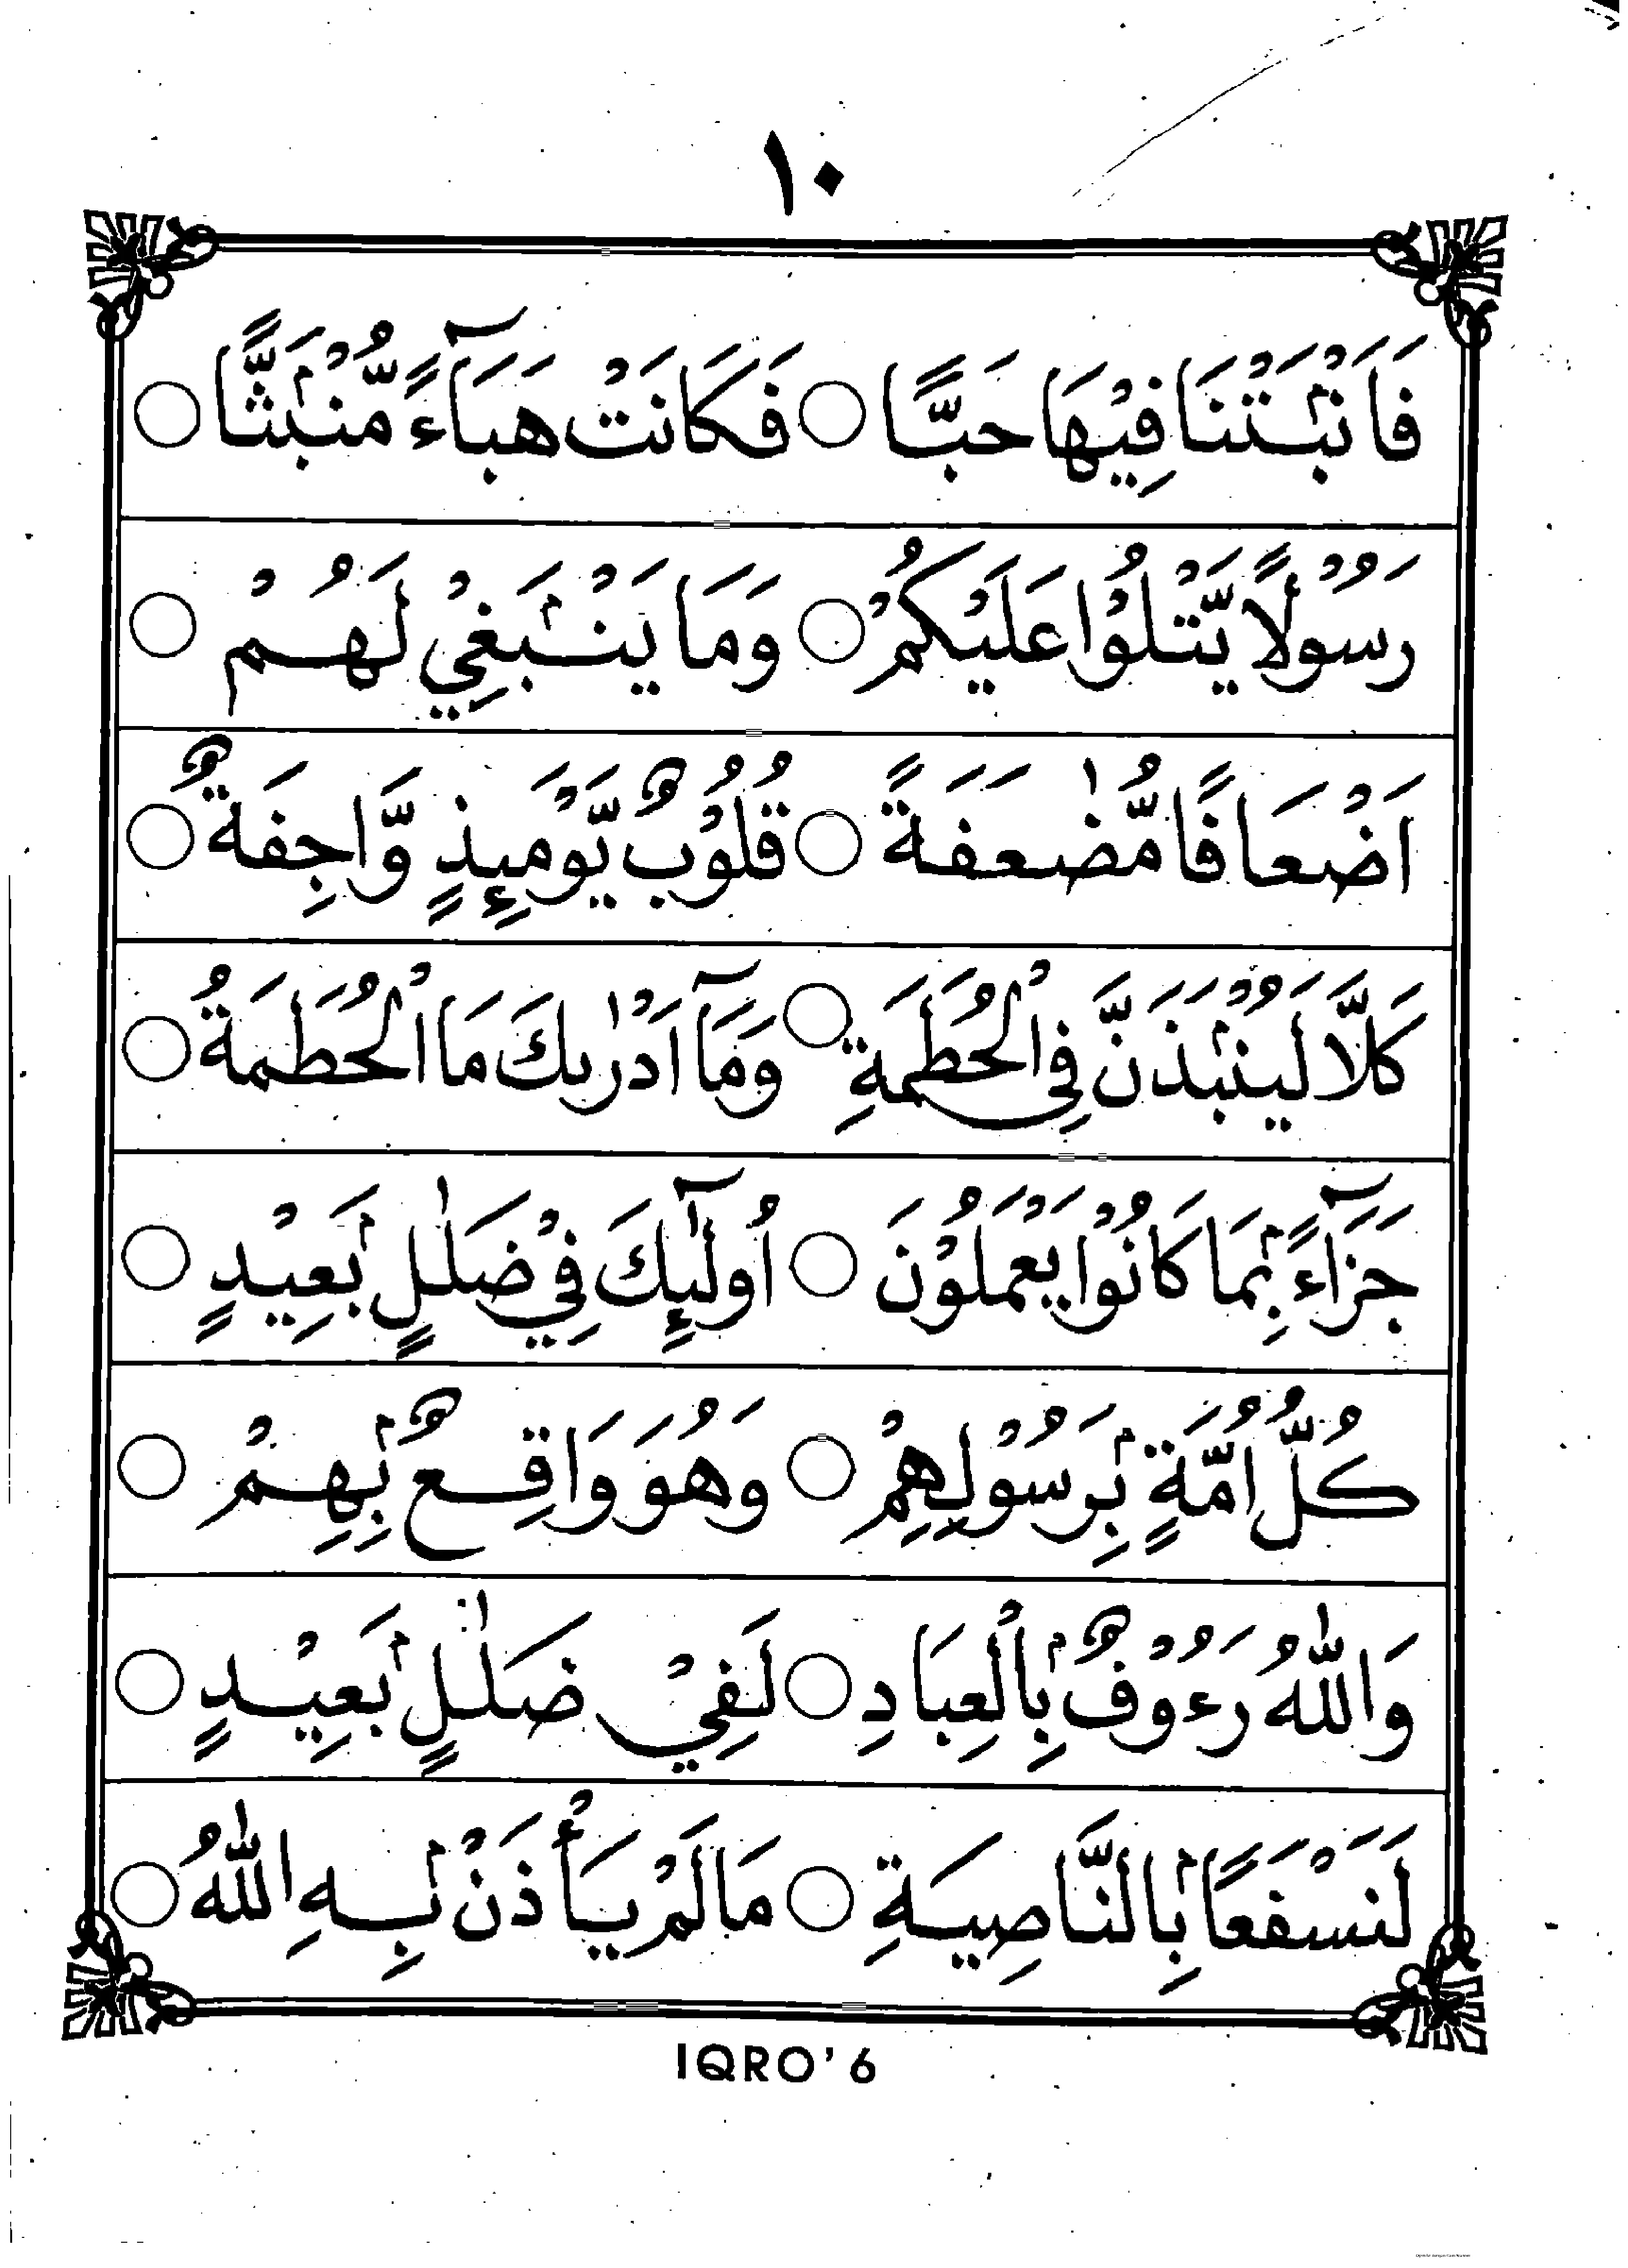 ١٠
فَاَنْۢبَتْنَا فِيْهَا حَبًّا ○ فَكَانَتْ هَبَآءً مُّنْۢبَثًّا ○
رَسُوْلًا يَّتْلُوْا عَلَيْكُمْ ○ وَمَا يَنْۢبَغِيْ لَهُمْ ○
اَضْعَافًا مُّضٰعَفَةً ○ قُلُوْبٌ يَّوْمَئِذٍ وَّاجِفَةٌ ○
كَلَّا لَيُنْۢبَذَنَّ فِى الْحُطَمَةِ ○ وَمَآ اَدْرٰىكَ مَا الْحُطَمَةُ ○
جَزَآءًۢ بِمَا كَانُوْا يَعْمَلُوْنَ ○ اُولٰٓئِكَ فِيْ ضَلٰلٍۢ بَعِيْدٍ ○
كُلُّ اُمَّةٍۢ بِرَسُوْلِهِمْ ○ وَهُوَ وَاقِعٌۢ بِهِمْ ○
وَاللّٰهُ رَءُوْفٌۢ بِالْعِبَادِ ○ لَفِيْ ضَلٰلٍۢ بَعِيْدٍ ○
لَنَسْفَعًاۢ بِالنَّاصِيَةِ ○ مَالَمْ يَأْذَنْۢ بِهِ اللّٰهُ ○
IQRO'6